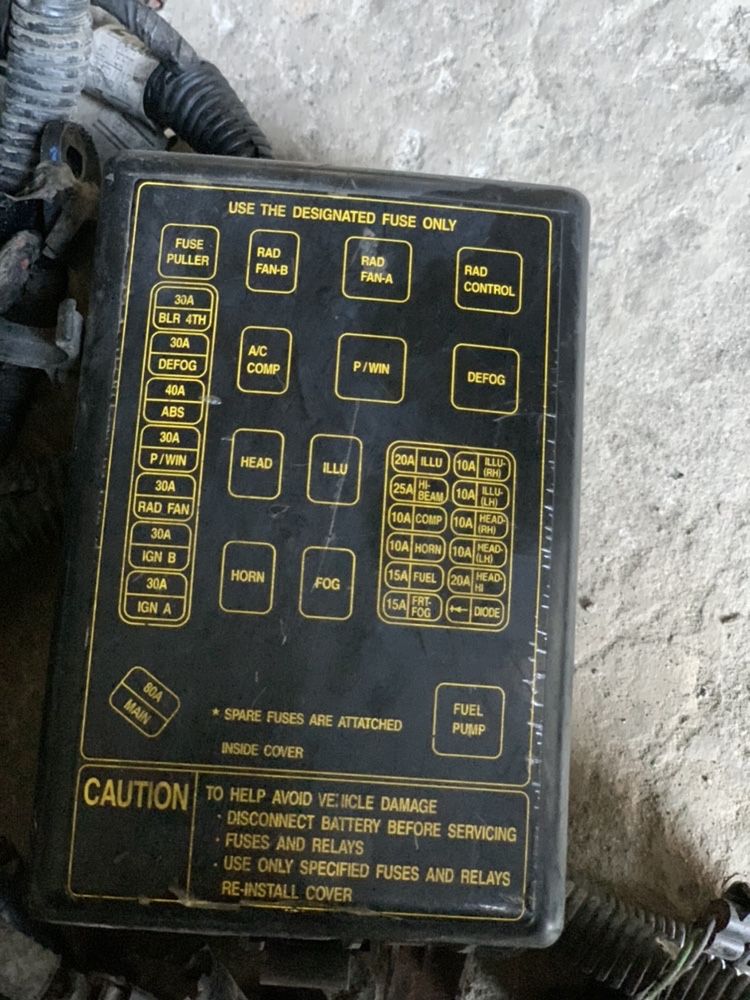 USE THE DESIGNATED FUSE ONLY
FUSE
PULLER
RAD
FAN-B
RAD
FAN-A
RAD
CONTROL
30A
BLR 4TH
30A
DEFOG
40A
ABS
30A
P/WIN
30A
RAD FAN
30A
IGN B
30A
IGN A
A/C
COMP
P/WIN
DEFOG
HEAD
ILLU
HORN
FOG
20A ILLU
10A ILLU-
(RH)
25A HI-
BEAM
10A ILLU-
(LH)
10A COMP
10A HEAD-
(RH)
10A HORN
10A HEAD-
(LH)
15A FUEL
20A HEAD-
HI
15A FRT-
FOG
DIODE
80A
MAIN
* SPARE FUSES ARE ATTATCHED
INSIDE COVER
FUEL
PUMP
CAUTION
TO HELP AVOID VEHICLE DAMAGE
· DISCONNECT BATTERY BEFORE SERVICING
· FUSES AND RELAYS
· USE ONLY SPECIFIED FUSES AND RELAYS
RE-INSTALL COVER